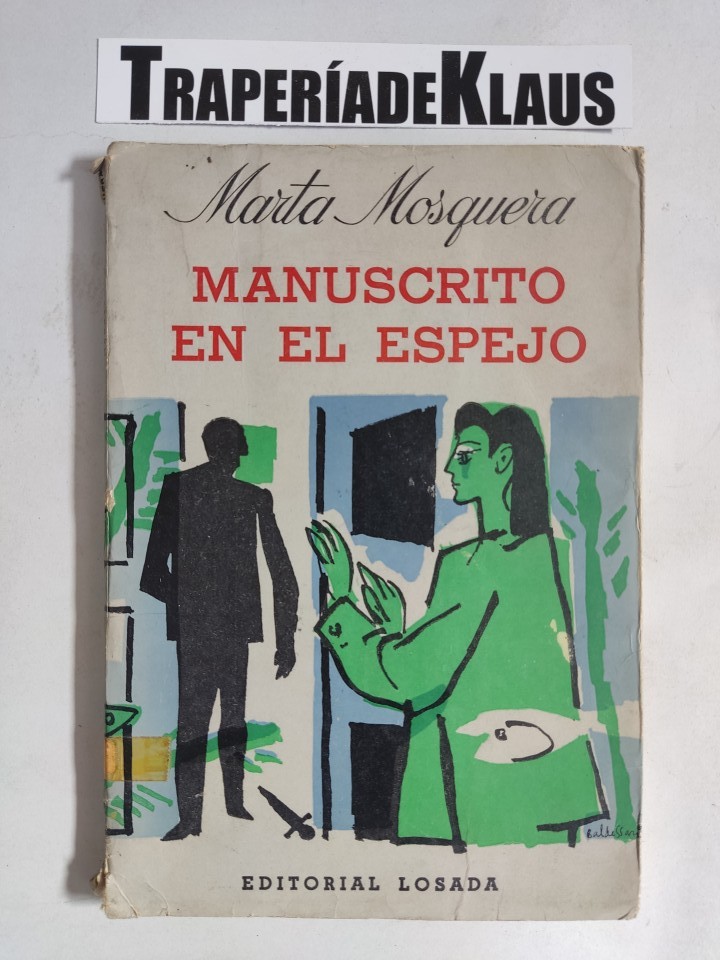 TRAPERÍADEKLAUS
Marta Mosquera
MANUSCRITO
EN EL ESPEJO
EDITORIAL LOSADA